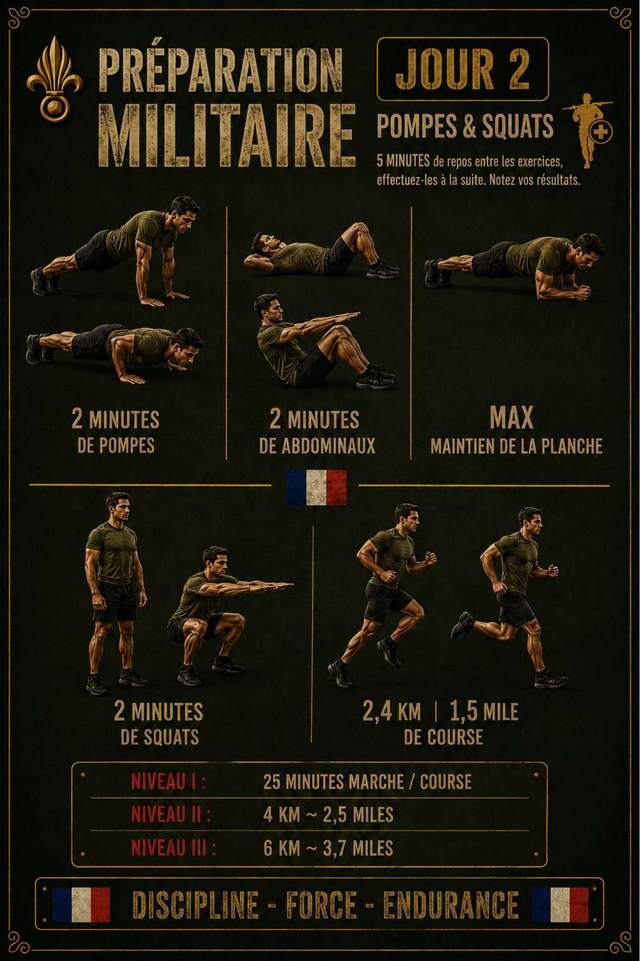 PRÉPARATION
MILITAIRE
JOUR 2
POMPES & SQUATS
5 MINUTES de repos entre les exercices,
effectuez-les à la suite. Notez vos résultats.
2 MINUTES
DE POMPES
2 MINUTES
DE ABDOMINAUX
MAX
MAINTIEN DE LA PLANCHE
2 MINUTES
DE SQUATS
2,4 KM | 1,5 MILE
DE COURSE
NIVEAU I : 25 MINUTES MARCHE / COURSE
NIVEAU II : 4 KM ~ 2,5 MILES
NIVEAU III : 6 KM ~ 3,7 MILES
DISCIPLINE - FORCE - ENDURANCE